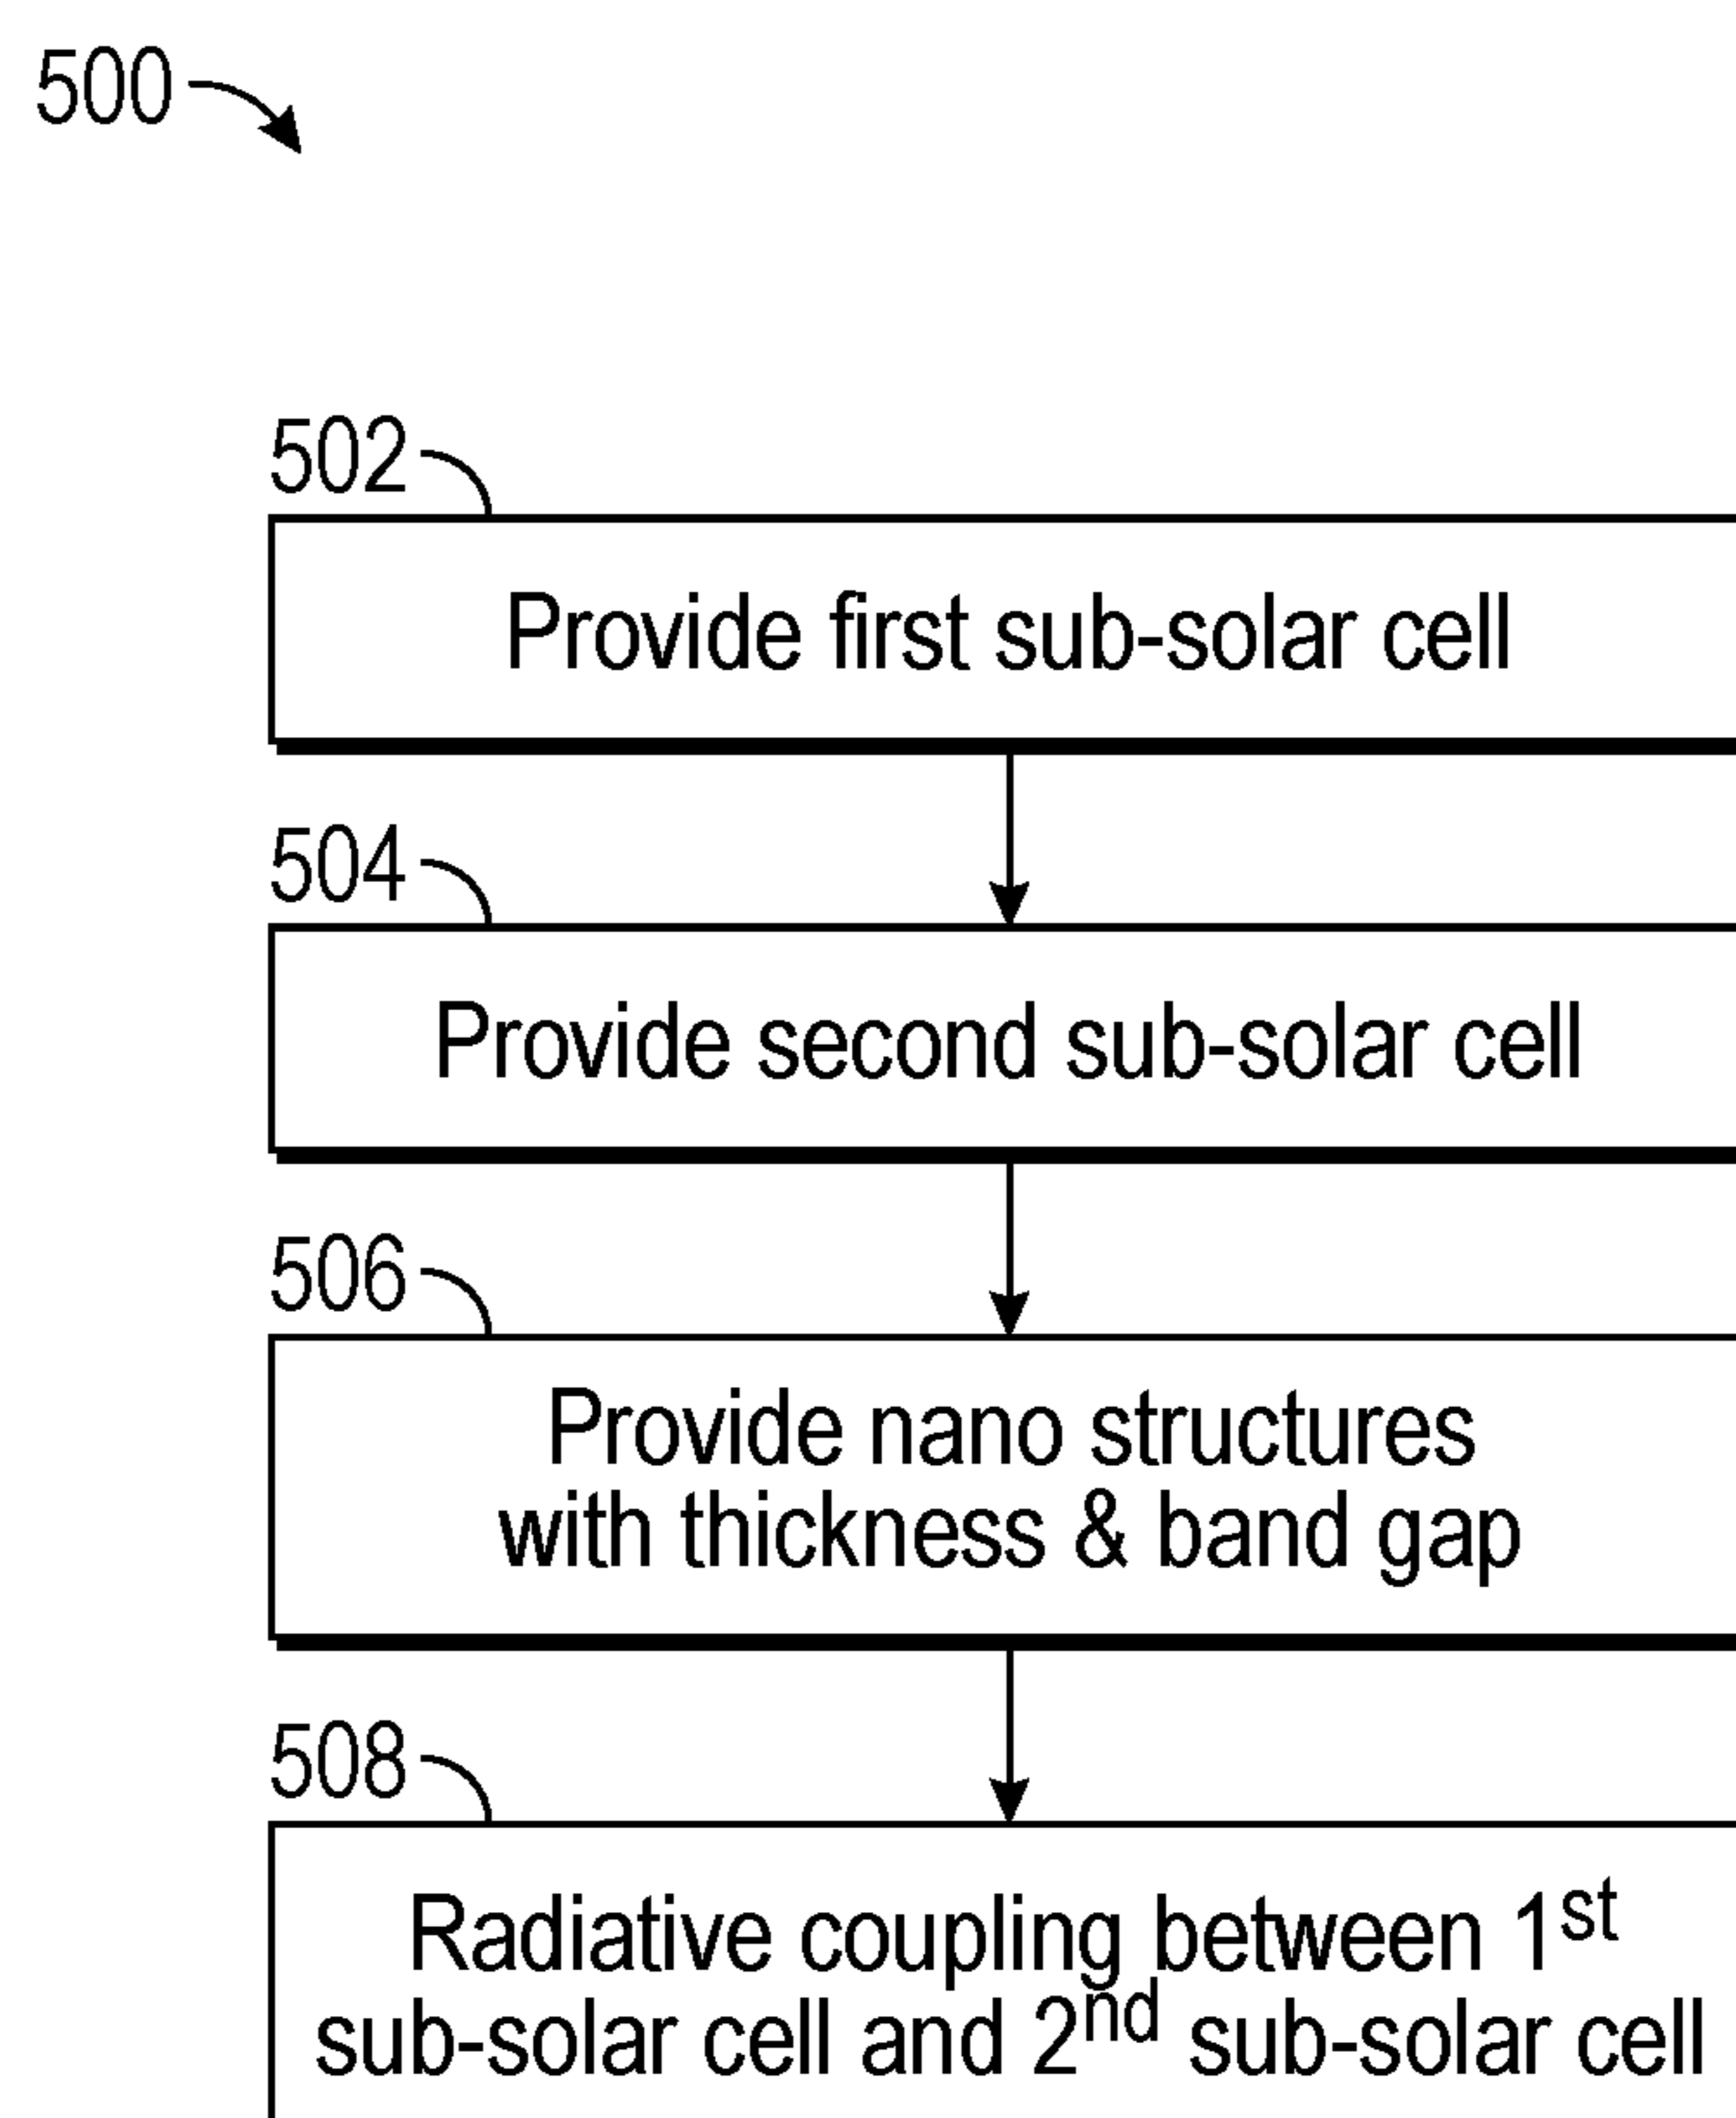 500
502
Provide first sub-solar cell
504
Provide second sub-solar cell
506
Provide nano structures
with thickness & band gap
508
Radiative coupling between 1st
sub-solar cell and 2nd sub-solar cell